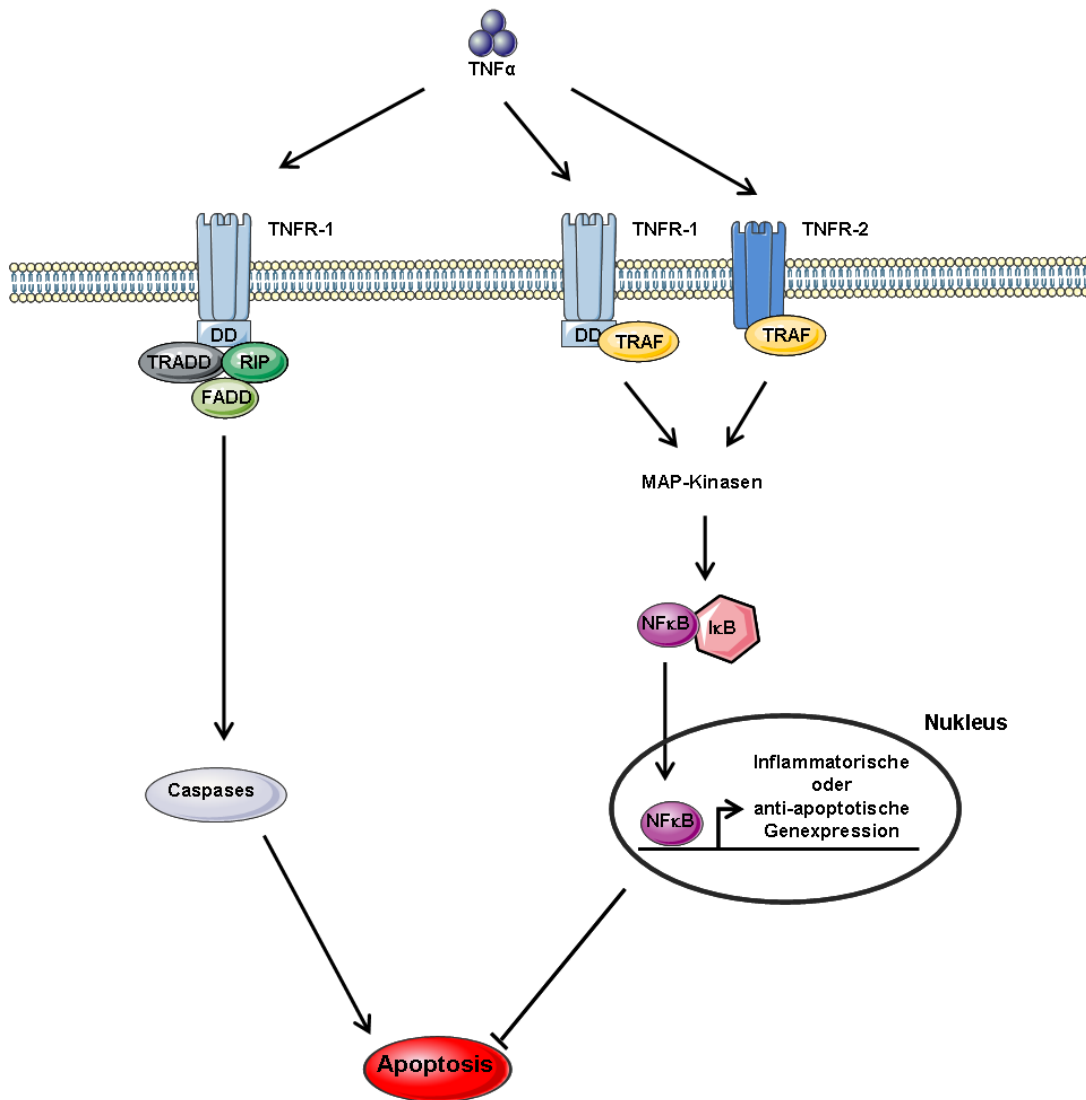 TNFα
TNFR-1
TNFR-1
TNFR-2
DD
TRADD
RIP
FADD
DD
TRAF
TRAF
MAP-Kinasen
NFκB
IκB
Nukleus
Inflammatorische
oder
anti-apoptotische
Genexpression
NFκB
Caspases
Apoptosis